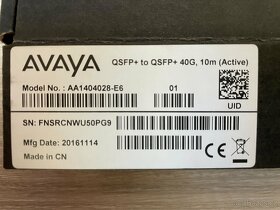 AVAYA
QSFP+ to QSFP+ 40G, 10m (Active)
Model No. : AA1404028-E6 01
UID
SN: FNSRCNWU50PG9
Mfg Date: 20161114
Made in CN